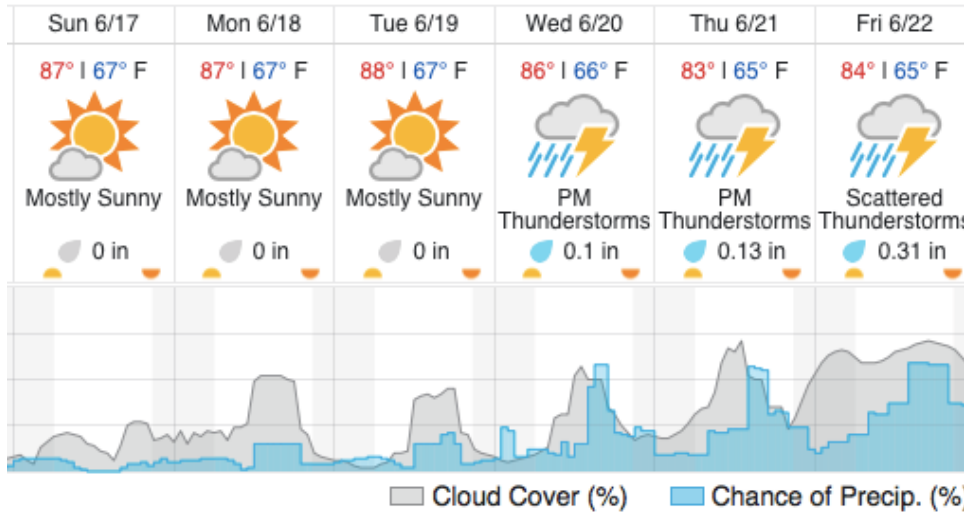 Sun 6/17 Mon 6/18 Tue 6/19 Wed 6/20 Thu 6/21 Fri 6/22
87° | 67° F 87° | 67° F 88° | 67° F 86° | 66° F 83° | 65° F 84° | 65° F
Mostly Sunny Mostly Sunny Mostly Sunny PM PM Scattered
Thunderstorms Thunderstorms Thunderstorms
0 in 0 in 0 in 0.1 in 0.13 in 0.31 in
Cloud Cover (%) Chance of Precip. (%)